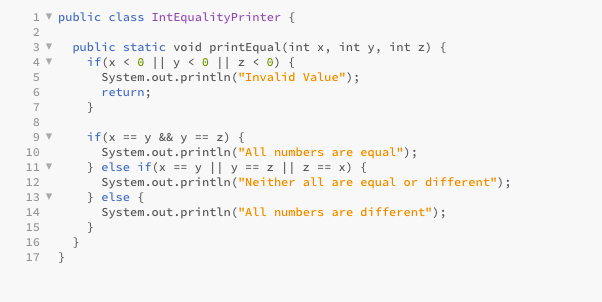 1 public class IntEqualityPrinter {
2
3   public static void printEqual(int x, int y, int z) {
4     if(x < 0 || y < 0 || z < 0) {
5       System.out.println("Invalid Value");
6       return;
7     }
8
9     if(x == y && y == z) {
10       System.out.println("All numbers are equal");
11     } else if(x == y || y == z || z == x) {
12       System.out.println("Neither all are equal or different");
13     } else {
14       System.out.println("All numbers are different");
15     }
16   }
17 }